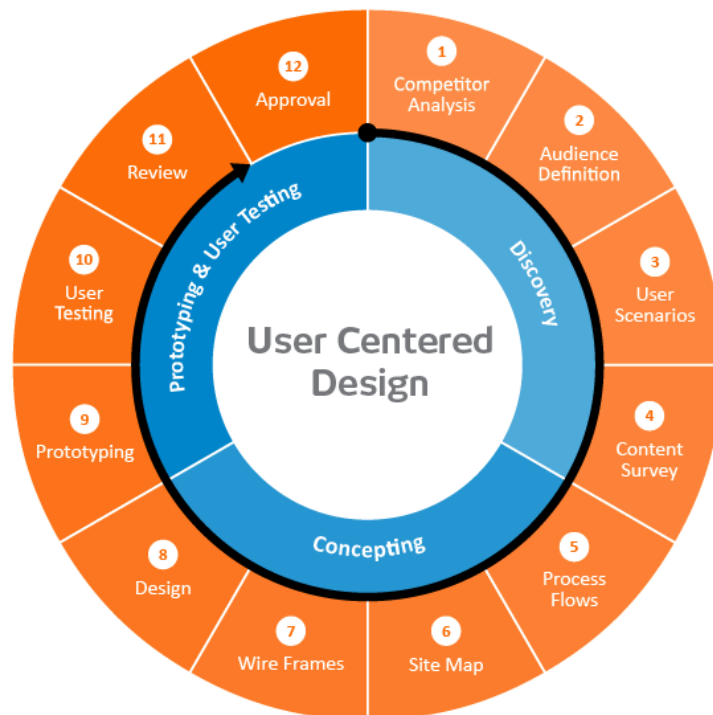 User Centered
Design
Discovery
Concepting
Prototyping & User Testing
1
Competitor
Analysis
2
Audience
Definition
3
User
Scenarios
4
Content
Survey
5
Process
Flows
6
Site Map
7
Wire Frames
8
Design
9
Prototyping
10
User
Testing
11
Review
12
Approval